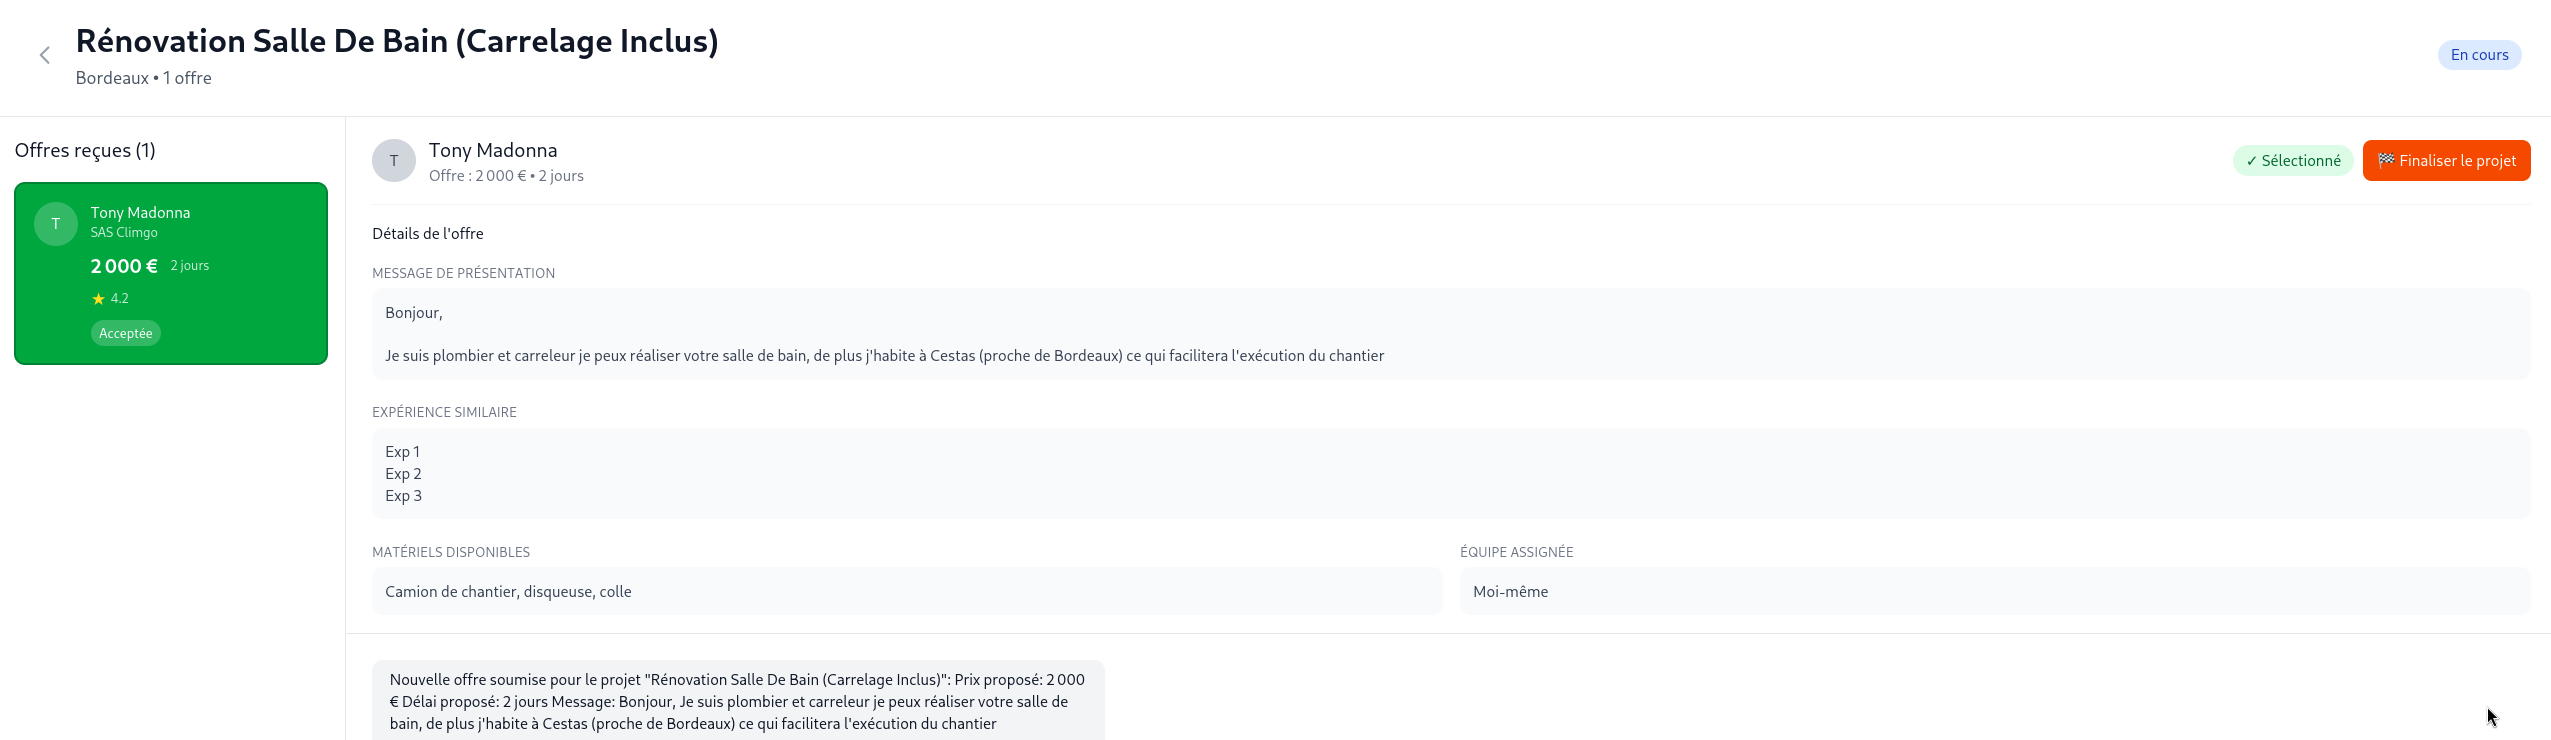 Rénovation Salle De Bain (Carrelage Inclus)
Bordeaux • 1 offre
En cours
Offres reçues (1)
T
Tony Madonna
SAS Climgo
2 000 €
2 jours
★ 4.2
Acceptée
T
Tony Madonna
Offre : 2 000 € • 2 jours
✓ Sélectionné
🏁 Finaliser le projet
Détails de l'offre
MESSAGE DE PRÉSENTATION
Bonjour,
Je suis plombier et carreleur je peux réaliser votre salle de bain, de plus j'habite à Cestas (proche de Bordeaux) ce qui facilitera l'exécution du chantier
EXPÉRIENCE SIMILAIRE
Exp 1
Exp 2
Exp 3
MATÉRIELS DISPONIBLES
Camion de chantier, disqueuse, colle
ÉQUIPE ASSIGNÉE
Moi-même
Nouvelle offre soumise pour le projet "Rénovation Salle De Bain (Carrelage Inclus)": Prix proposé: 2 000
€ Délai proposé: 2 jours Message: Bonjour, Je suis plombier et carreleur je peux réaliser votre salle de
bain, de plus j'habite à Cestas (proche de Bordeaux) ce qui facilitera l'exécution du chantier